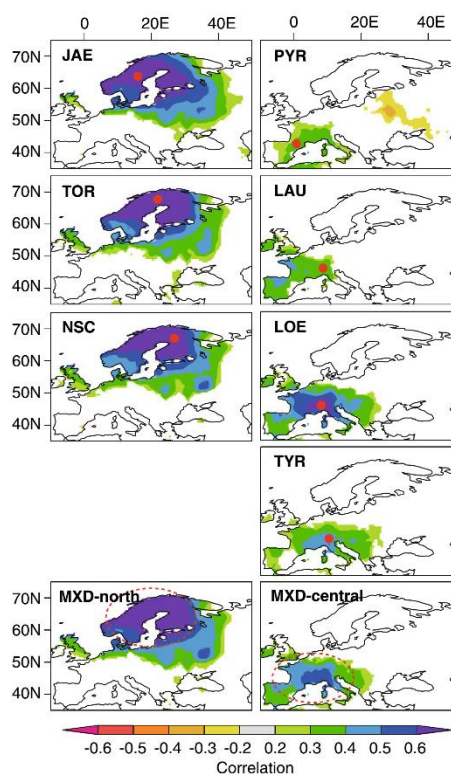 0 20E 40E
0 20E 40E
70N
60N
50N
40N
JAE
PYR
70N
60N
50N
40N
TOR
LAU
70N
60N
50N
40N
NSC
LOE
TYR
70N
60N
50N
40N
MXD-north
MXD-central
-0.6 -0.5 -0.4 -0.3 -0.2 0.2 0.3 0.4 0.5 0.6
Correlation